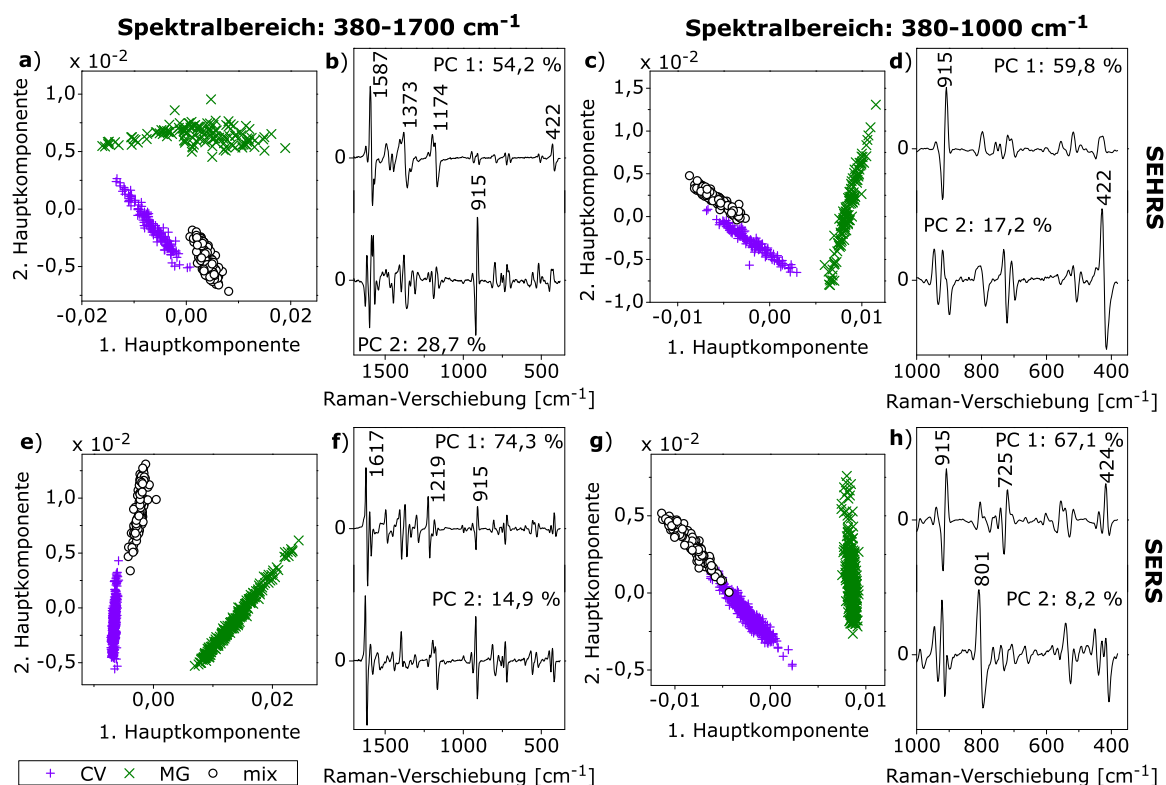 Spektralbereich: 380-1700 cm⁻¹
Spektralbereich: 380-1000 cm⁻¹
a)
x 10⁻²
2. Hauptkomponente
1,0
0,5
0,0
-0,5
-0,02
0,00
0,02
1. Hauptkomponente
b)
PC 1: 54,2 %
1587
1373
1174
422
0
915
0
PC 2: 28,7 %
1500
1000
500
Raman-Verschiebung [cm⁻¹]
c)
x 10⁻²
2. Hauptkomponente
1,5
1,0
0,5
0,0
-0,5
-1,0
-0,01
0,00
0,01
1. Hauptkomponente
d)
PC 1: 59,8 %
915
0
PC 2: 17,2 %
422
0
1000
800
600
400
Raman-Verschiebung [cm⁻¹]
SEHRS
e)
x 10⁻²
2. Hauptkomponente
1,0
0,5
0,0
-0,5
0,00
0,02
1. Hauptkomponente
f)
PC 1: 74,3 %
1617
1219
915
0
PC 2: 14,9 %
0
1500
1000
500
Raman-Verschiebung [cm⁻¹]
g)
x 10⁻²
2. Hauptkomponente
0,5
0,0
-0,5
-0,01
0,00
0,01
1. Hauptkomponente
h)
PC 1: 67,1 %
915
725
424
0
801
PC 2: 8,2 %
0
1000
800
600
400
Raman-Verschiebung [cm⁻¹]
SERS
CV MG mix